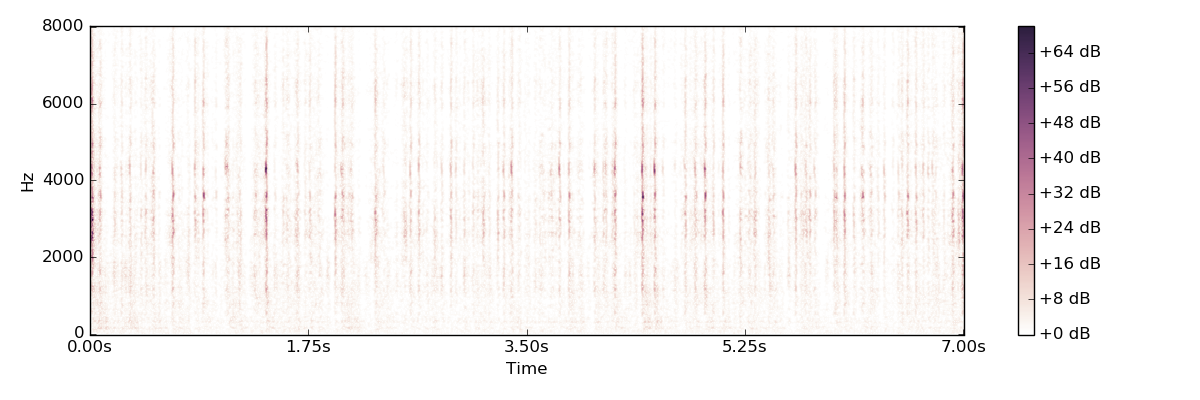 8000
6000
4000
2000
0
Hz
0.00s 1.75s 3.50s 5.25s 7.00s
Time
+64 dB
+56 dB
+48 dB
+40 dB
+32 dB
+24 dB
+16 dB
+8 dB
+0 dB